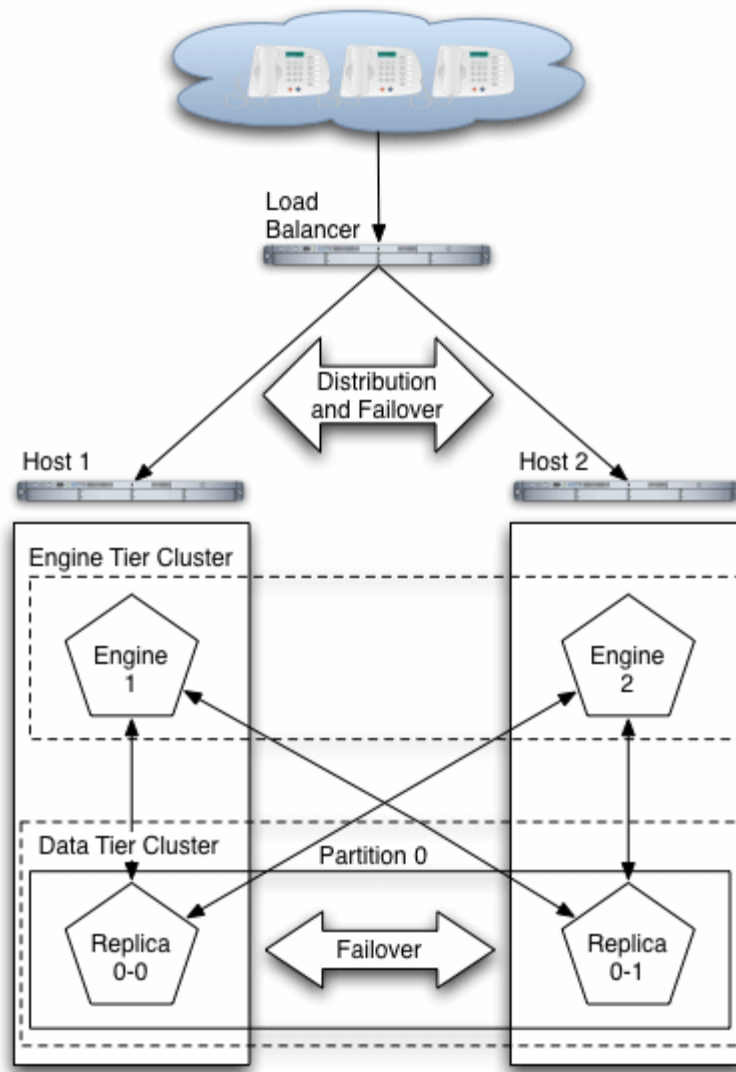 Load
Balancer
Distribution
and Failover
Host 1
Host 2
Engine Tier Cluster
Engine
1
Engine
2
Data Tier Cluster
Partition 0
Replica
0-0
Failover
Replica
0-1